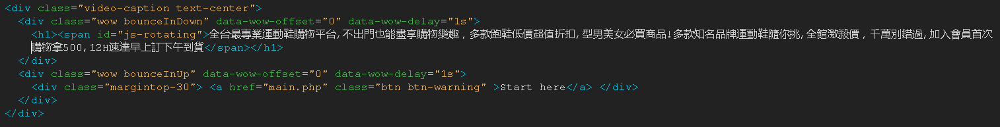 <div class="video-caption text-center">
<div class="wow bounceInDown" data-wow-offset="0" data-wow-delay="1s">
<h1><span id="js-rotating">全台最專業運動鞋購物平台,不出門也能盡享購物樂趣，多款跑鞋低價超值折扣,型男美女必買商品!多款知名品牌運動鞋隨你挑,全館激殺價，千萬別錯過,加入會員首次
購物拿500,12H速達早上訂下午到貨</span></h1>
</div>
<div class="wow bounceInUp" data-wow-offset="0" data-wow-delay="1s">
<div class="margintop-30"> <a href="main.php" class="btn btn-warning" >Start here</a> </div>
</div>
</div>